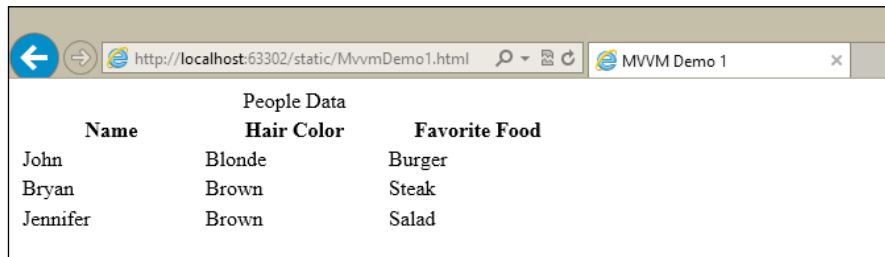 http://localhost:63302/static/MvvmDemo1.html
MVVM Demo 1
People Data
Name Hair Color Favorite Food
John Blonde Burger
Bryan Brown Steak
Jennifer Brown Salad